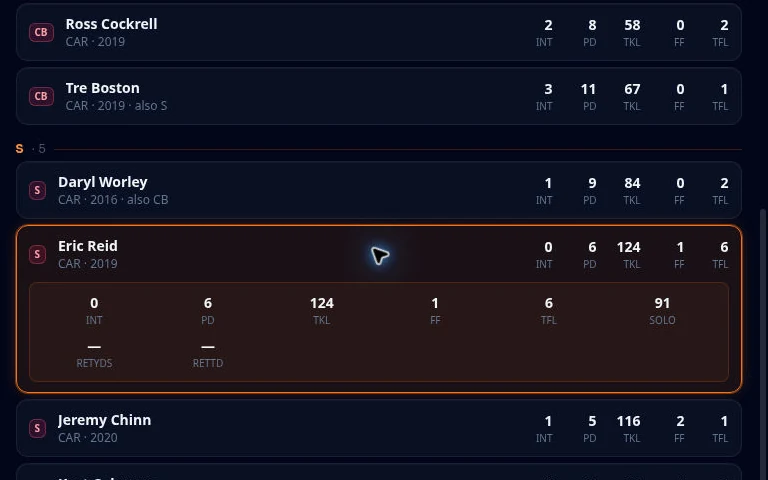 CB Ross Cockrell 2 8 58 0 2
CAR · 2019 INT PD TKL FF TFL
CB Tre Boston 3 11 67 0 1
CAR · 2019 · also S INT PD TKL FF TFL
S · 5
S Daryl Worley 1 9 84 0 2
CAR · 2016 · also CB INT PD TKL FF TFL
S Eric Reid 0 6 124 1 6
CAR · 2019 INT PD TKL FF TFL
0 6 124 1 6 91
INT PD TKL FF TFL SOLO
— —
RETYDS RETTD
S Jeremy Chinn 1 5 116 2 1
CAR · 2020 INT PD TKL FF TFL